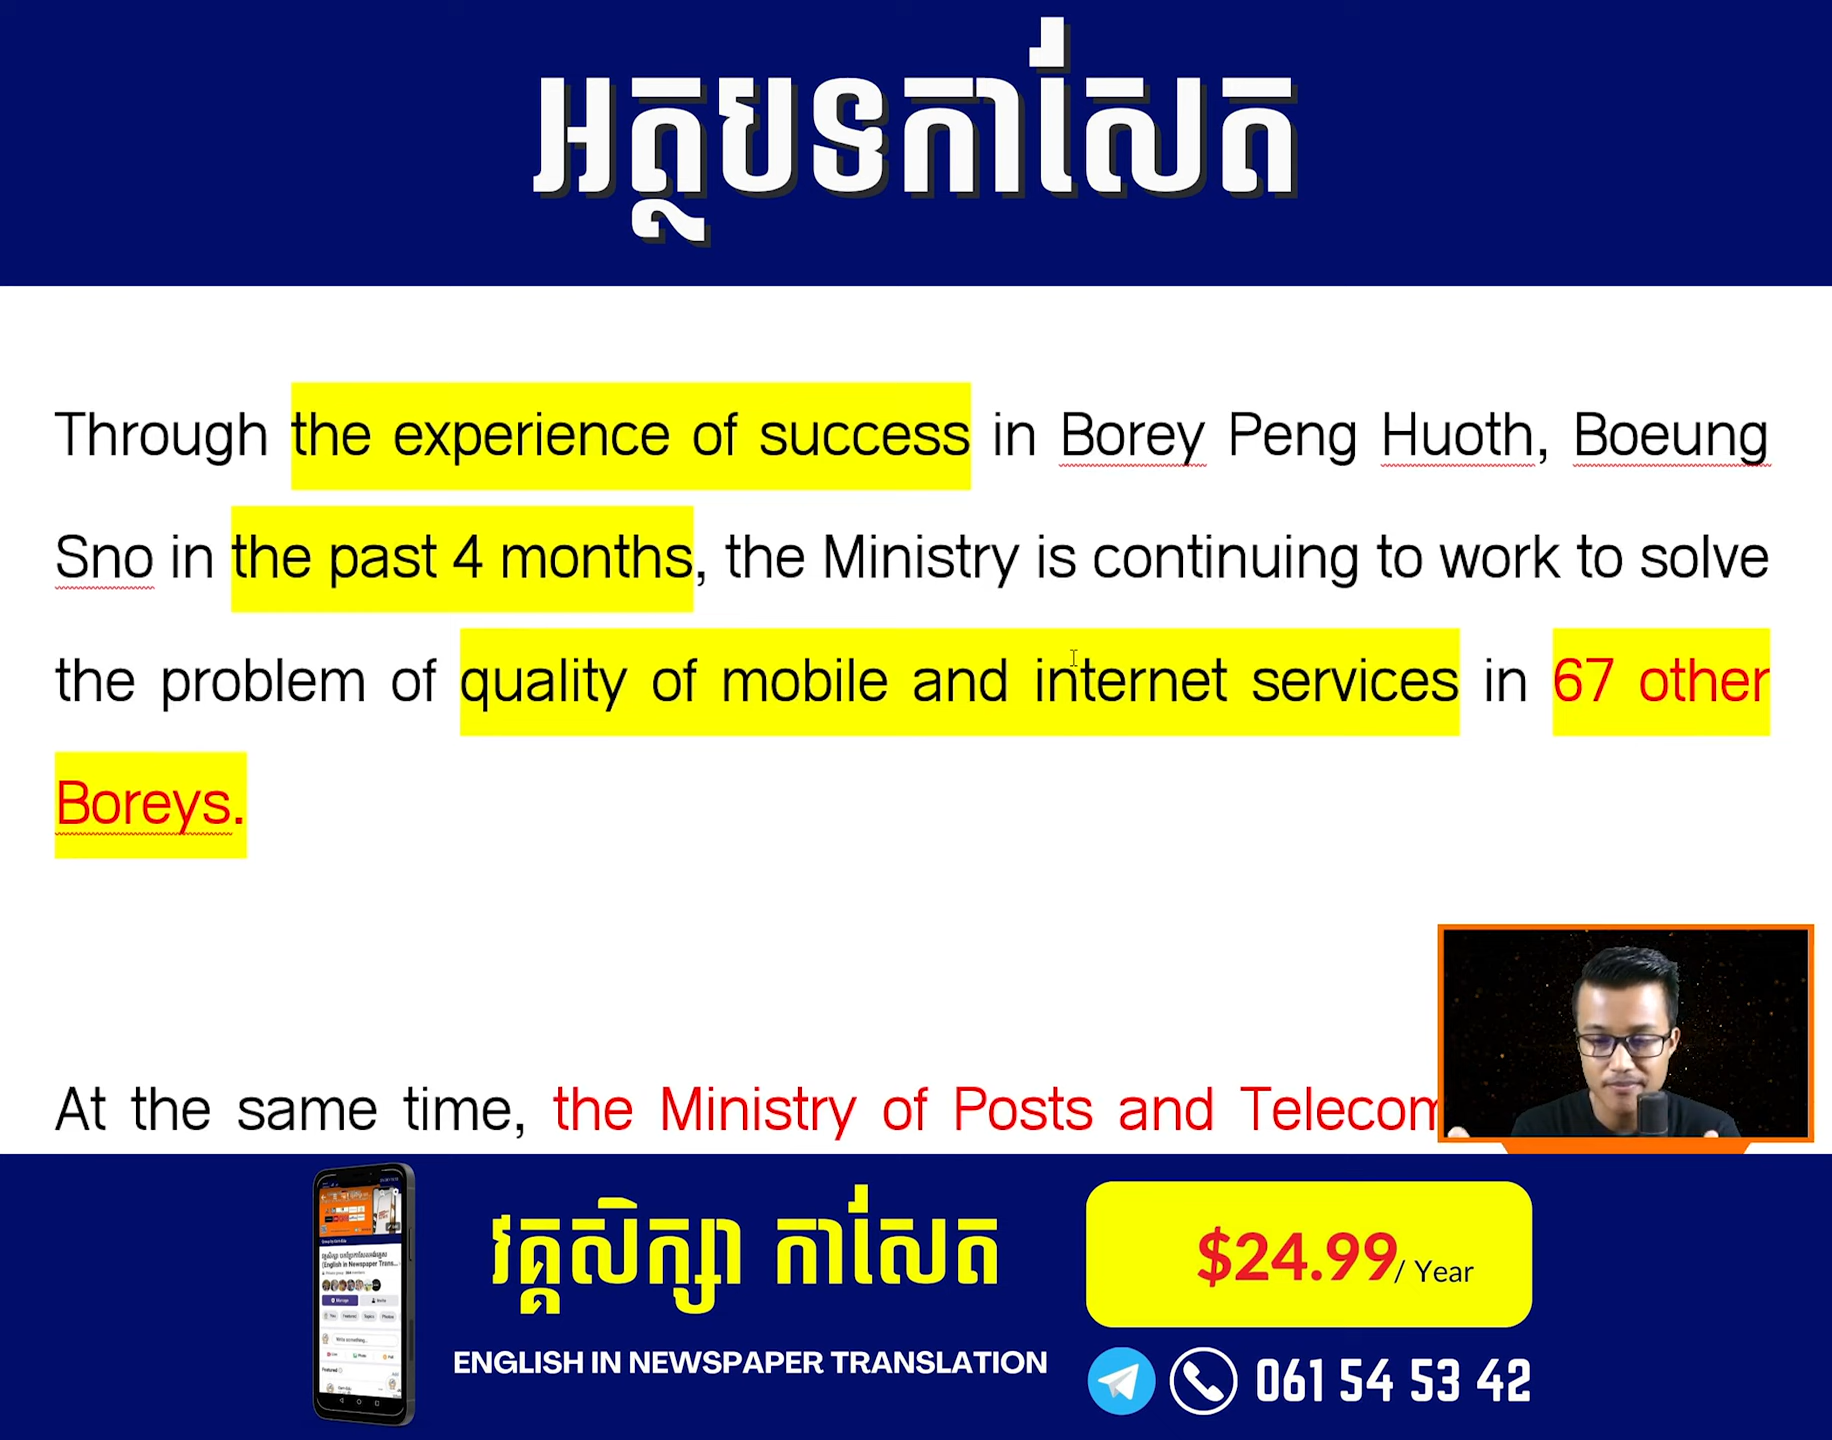 អត្ថបទកាសែត
Through the experience of success in Borey Peng Huoth, Boeung
Sno in the past 4 months, the Ministry is continuing to work to solve
the problem of quality of mobile and internet services in 67 other
Boreys.
At the same time, the Ministry of Posts and Telecom
វគ្គសិក្សា កាសែត
ENGLISH IN NEWSPAPER TRANSLATION
$24.99/ Year
061 54 53 42